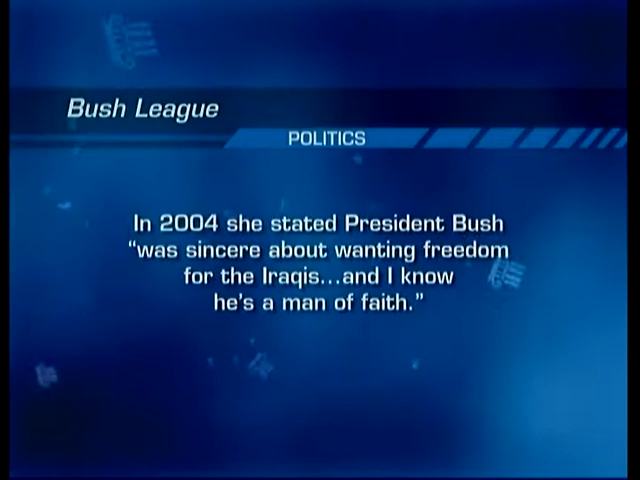 Bush League
POLITICS
In 2004 she stated President Bush
“was sincere about wanting freedom
for the Iraqis...and I know
he’s a man of faith.”